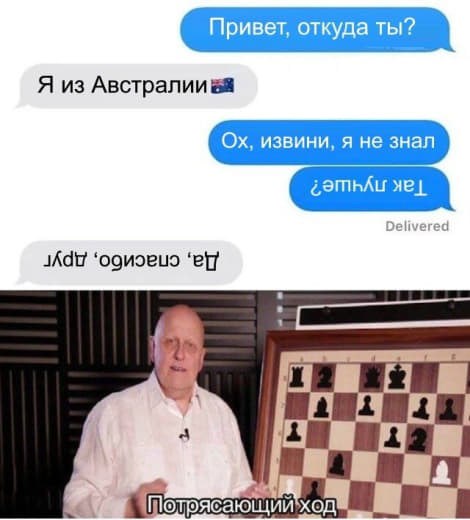 Привет, откуда ты?
Я из Австралии🇦🇺
Ох, извини, я не знал
Так лучше?
Delivered
Да, спасибо, друг
Потрясающий ход